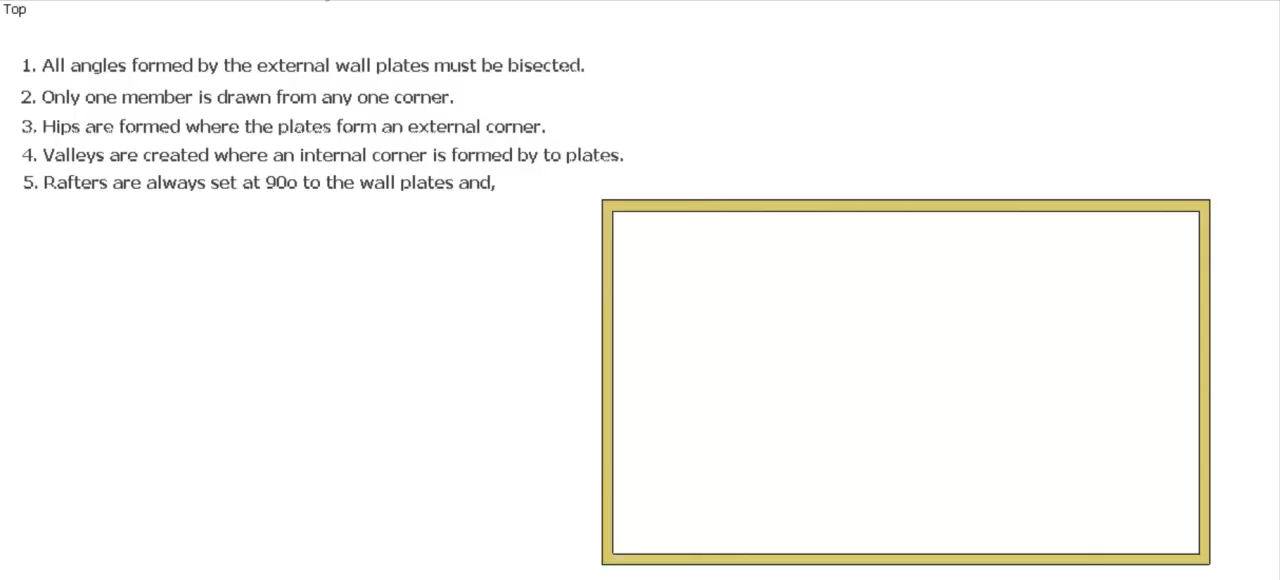 Top
1. All angles formed by the external wall plates must be bisected.
2. Only one member is drawn from any one corner.
3. Hips are formed where the plates form an external corner.
4. Valleys are created where an internal corner is formed by to plates.
5. Rafters are always set at 90o to the wall plates and,